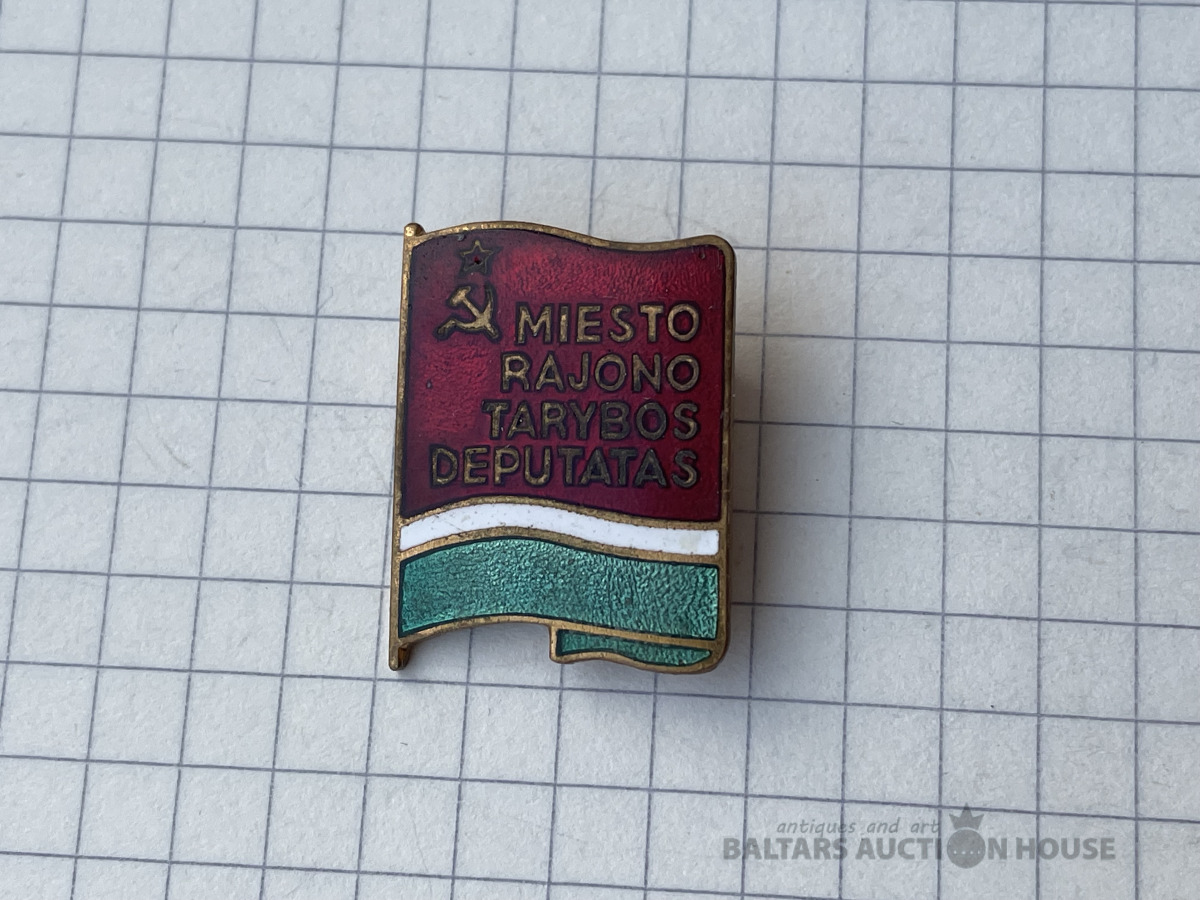 MIESTO
RAJONO
TARYBOS
DEPUTATAS
antiques and art
BALTARS AUCTION HOUSE